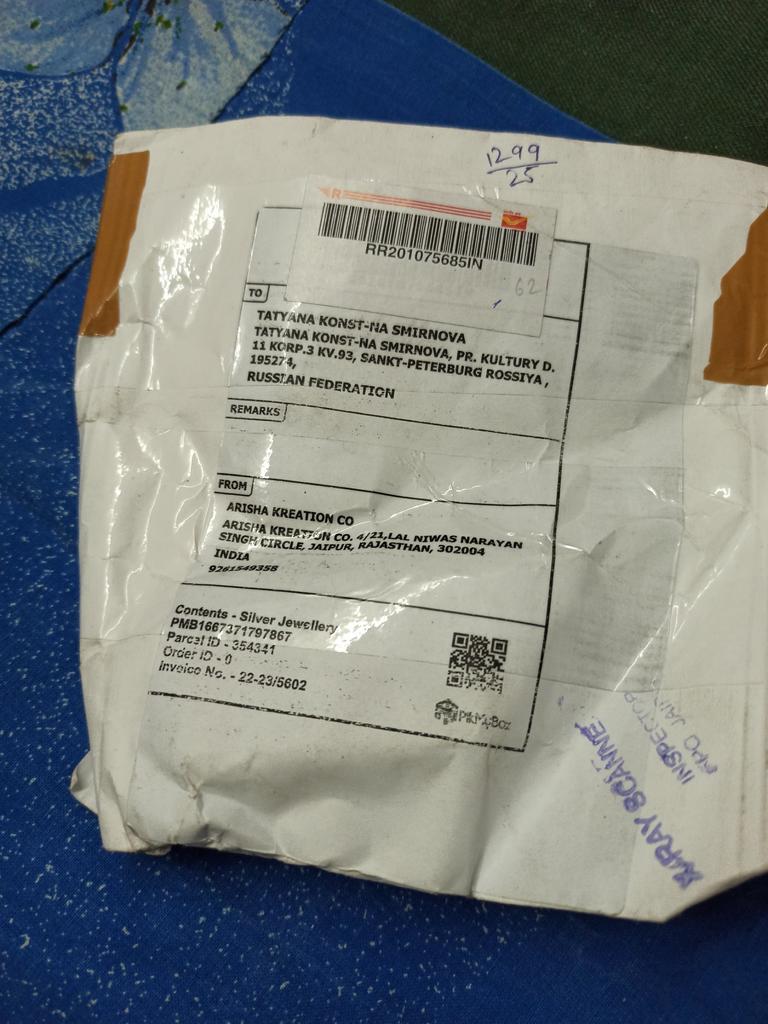 1299
25
R
RR201075685IN
62
TO
TATYANA KONST-NA SMIRNOVA
TATYANA KONST-NA SMIRNOVA, PR. KULTURY D.
11 KORP.3 KV.93, SANKT-PETERBURG ROSSIYA ,
195274,
RUSSIAN FEDERATION
REMARKS
FROM
ARISHA KREATION CO
ARISHA KREATION CO. 4/21,LAL NIWAS NARAYAN
SINGH CIRCLE, JAIPUR, RAJASTHAN, 302004
INDIA
9261549358
Contents - Silver Jewellery
PMB1667371797867
Parcel ID - 354341
Order ID - 0
Invoice No. - 22-23/5602
PickMyBox
X-RAY SCANNE
INSPECTOR